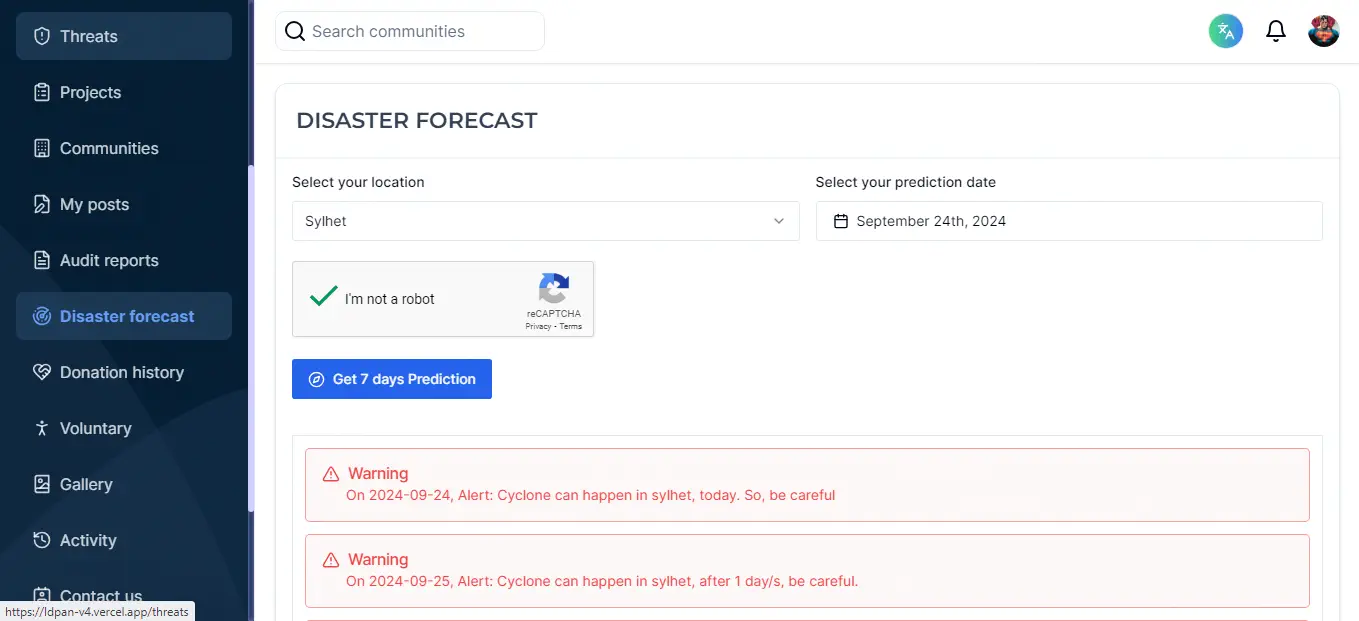 Threats
Projects
Communities
My posts
Audit reports
Disaster forecast
Donation history
Voluntary
Gallery
Activity
Contact us
https://ldpan-v4.vercel.app/threats
Search communities
DISASTER FORECAST
Select your location
Select your prediction date
Sylhet
September 24th, 2024
I'm not a robot
reCAPTCHA
Privacy - Terms
Get 7 days Prediction
Warning
On 2024-09-24, Alert: Cyclone can happen in sylhet, today. So, be careful
Warning
On 2024-09-25, Alert: Cyclone can happen in sylhet, after 1 day/s, be careful.